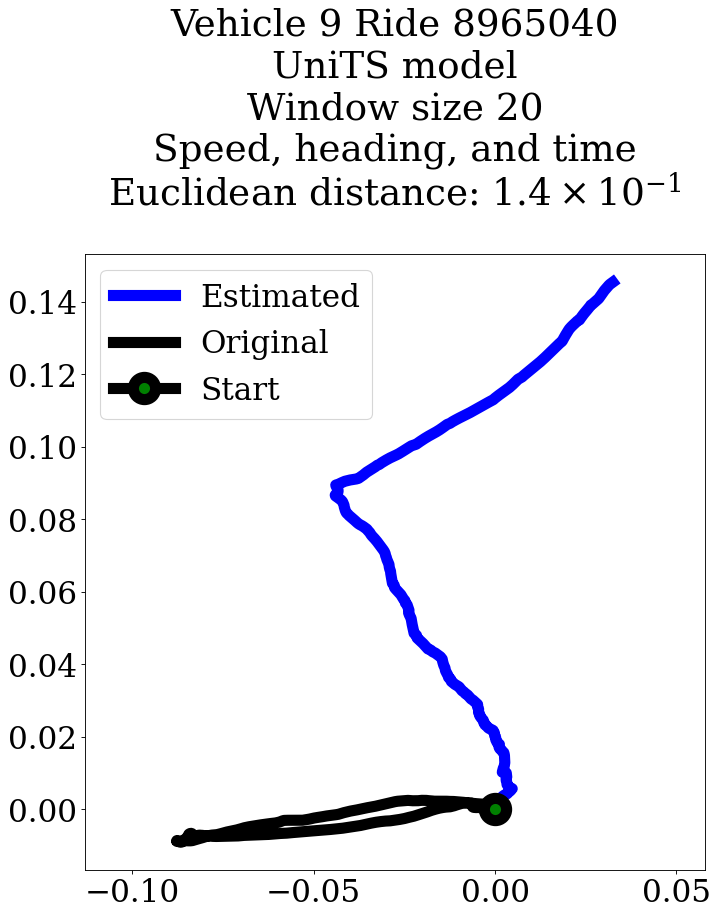 Vehicle 9 Ride 8965040
UniTS model
Window size 20
Speed, heading, and time
Euclidean distance: 1.4 × 10⁻¹
Estimated
Original
Start
0.14
0.12
0.10
0.08
0.06
0.04
0.02
0.00
−0.10 −0.05 0.00 0.05